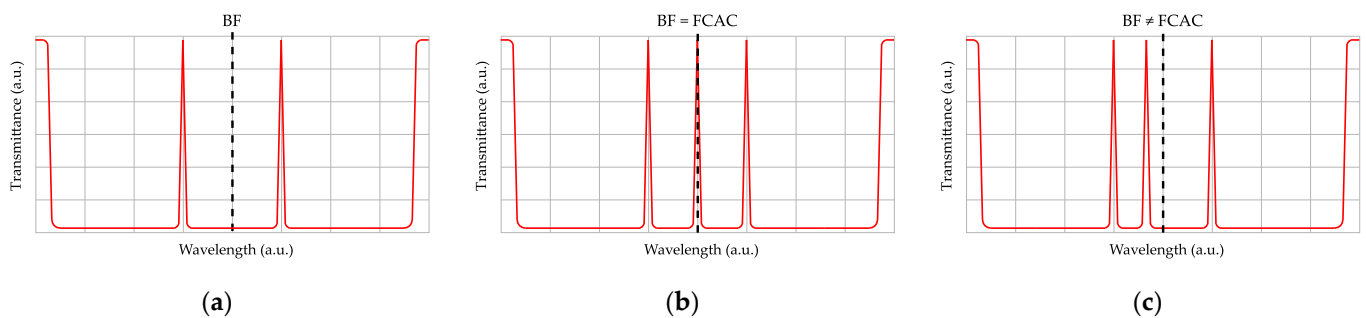 BF
Transmittance (a.u.)
Wavelength (a.u.)
(a)
BF = FCAC
Transmittance (a.u.)
Wavelength (a.u.)
(b)
BF ≠ FCAC
Transmittance (a.u.)
Wavelength (a.u.)
(c)